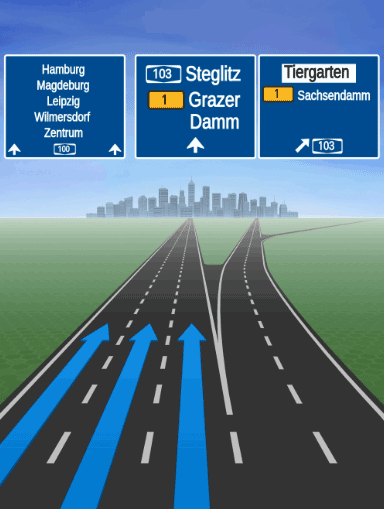 Hamburg
Magdeburg
Leipzig
Wilmersdorf
Zentrum
100
103 Steglitz
1 Grazer
Damm
Tiergarten
1 Sachsendamm
103